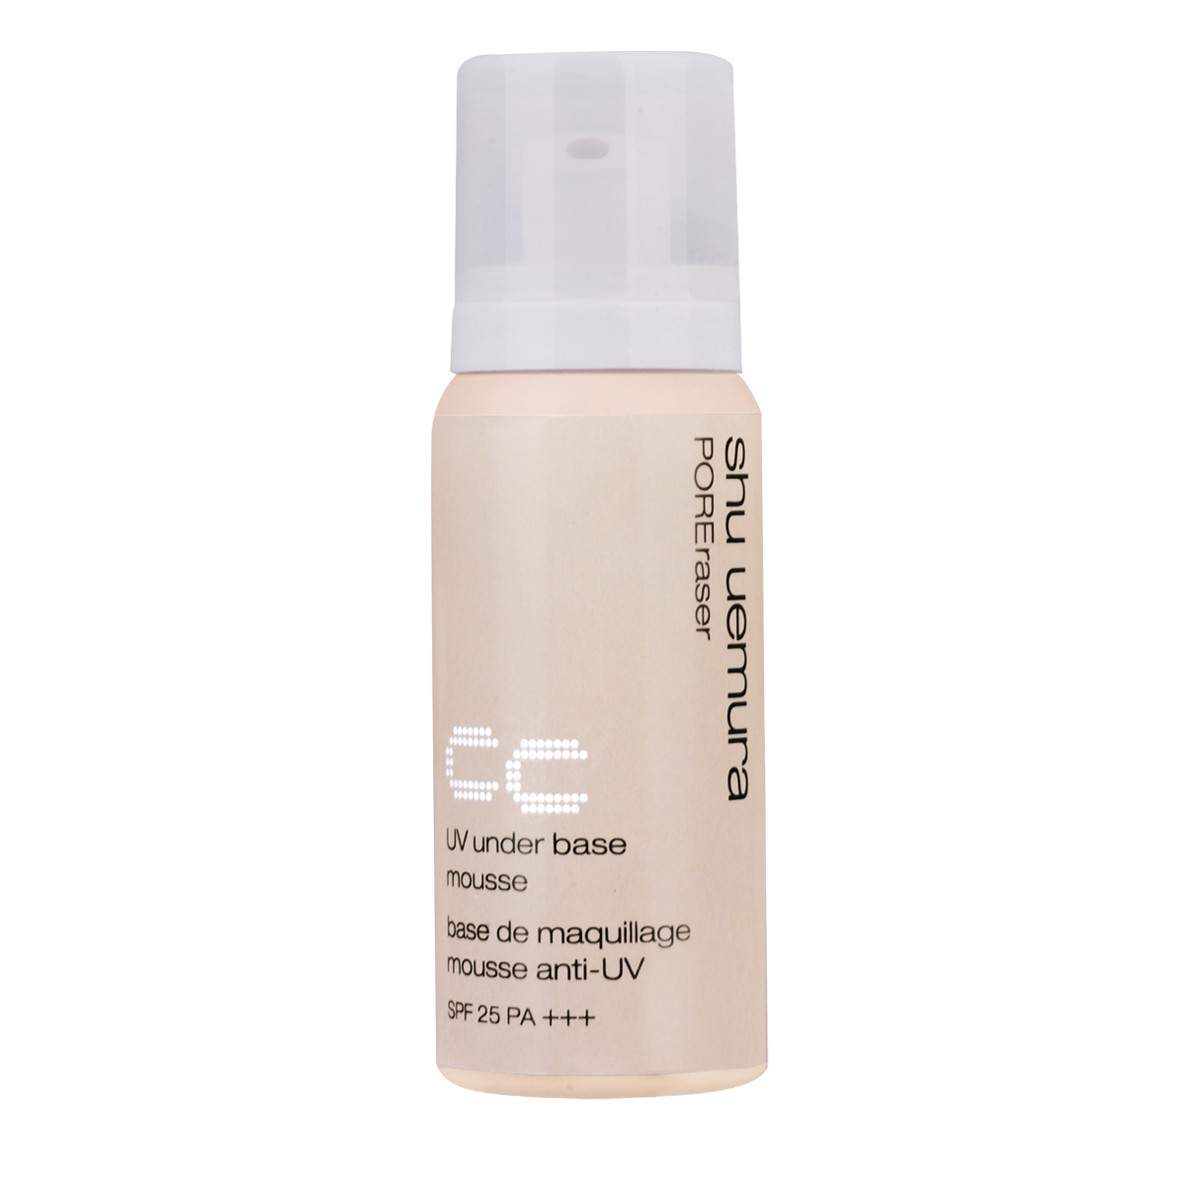 shu uemura
POREraser
cc
UV under base
mousse
base de maquillage
mousse anti-UV
SPF 25 PA +++